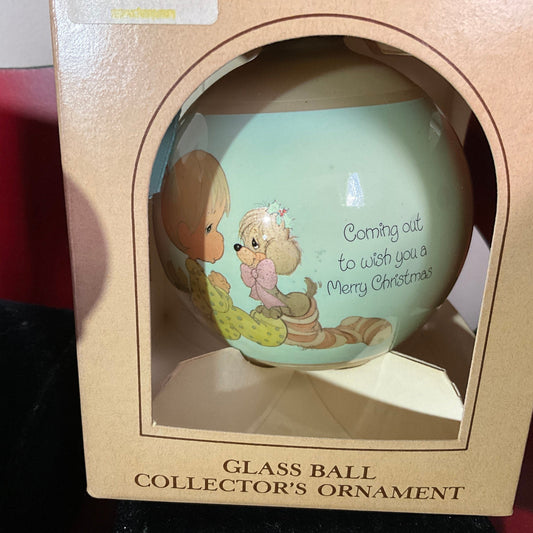 Coming out
to wish you a
Merry Christmas
GLASS BALL
COLLECTOR'S ORNAMENT